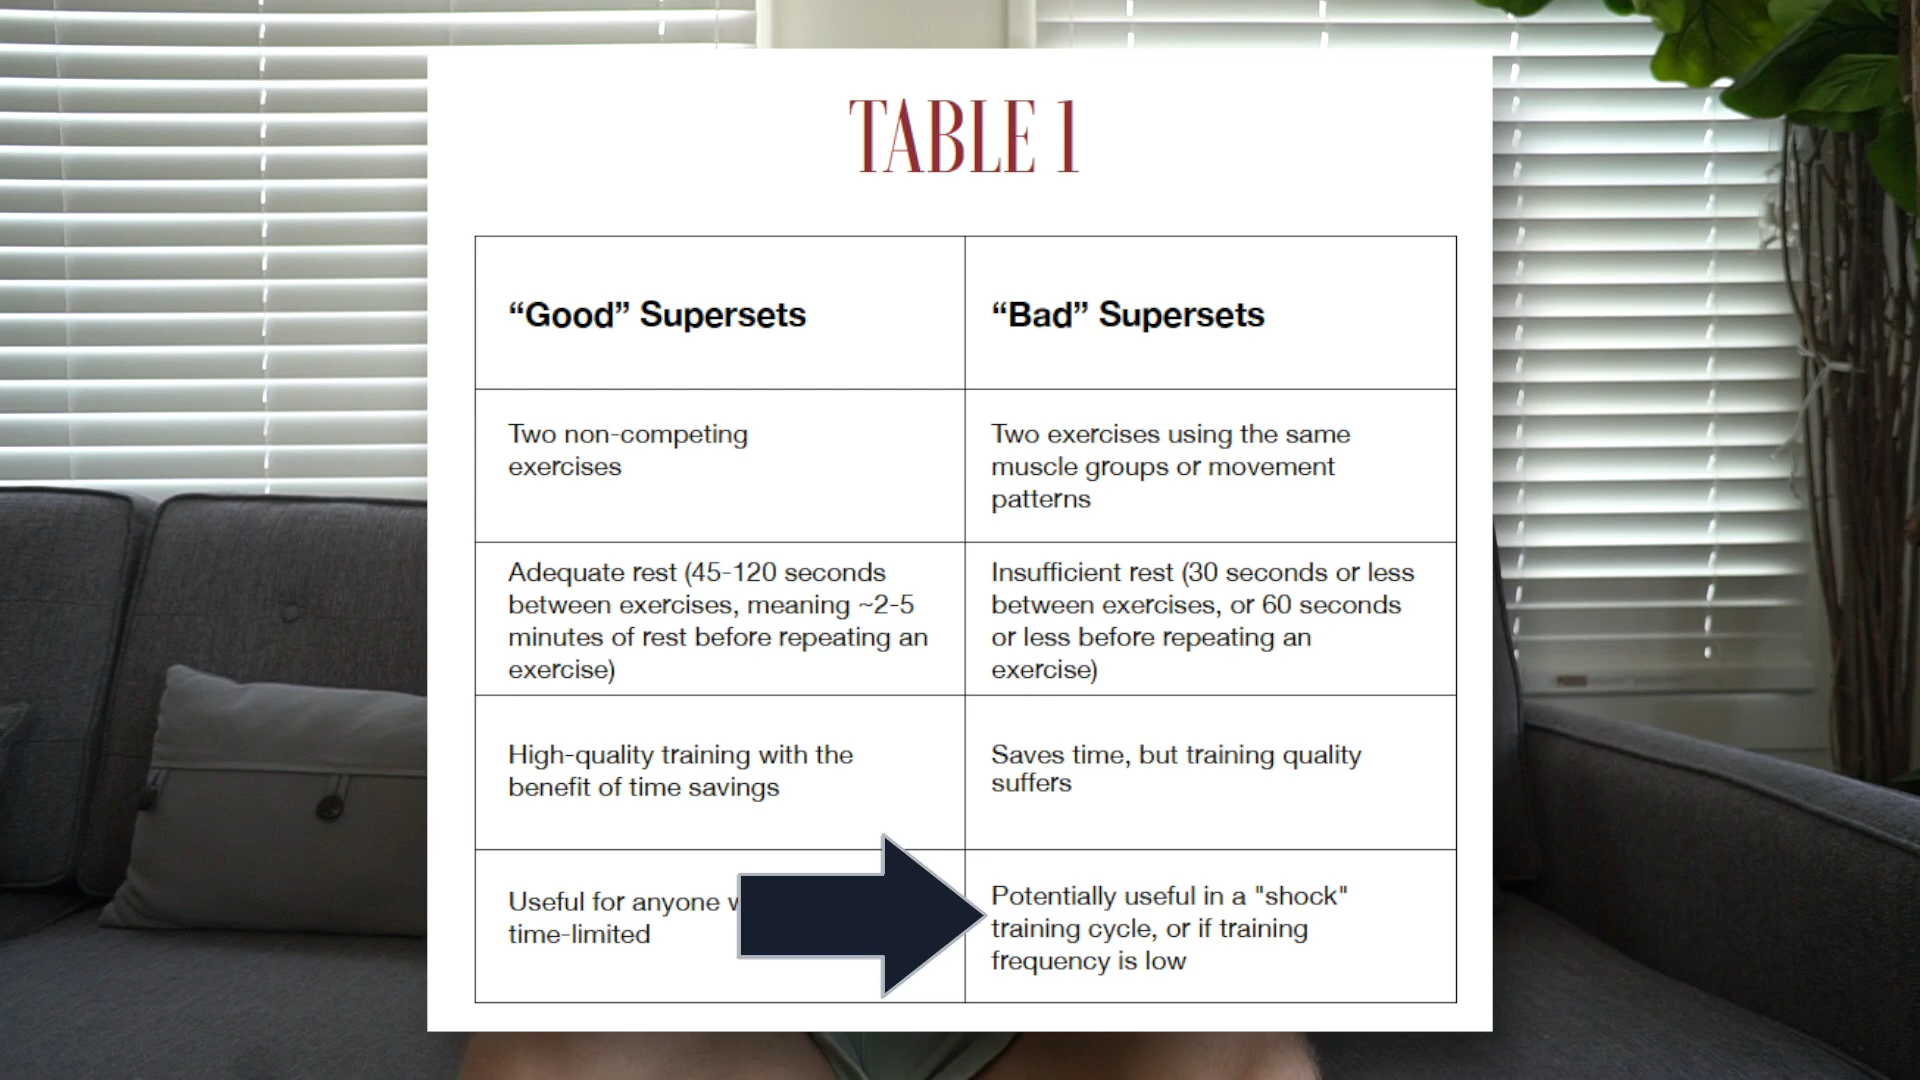 TABLE 1
“Good” Supersets
“Bad” Supersets
Two non-competing
exercises
Two exercises using the same
muscle groups or movement
patterns
Adequate rest (45-120 seconds
between exercises, meaning ~2-5
minutes of rest before repeating an
exercise)
Insufficient rest (30 seconds or less
between exercises, or 60 seconds
or less before repeating an
exercise)
High-quality training with the
benefit of time savings
Saves time, but training quality
suffers
Useful for anyone
time-limited
Potentially useful in a "shock"
training cycle, or if training
frequency is low